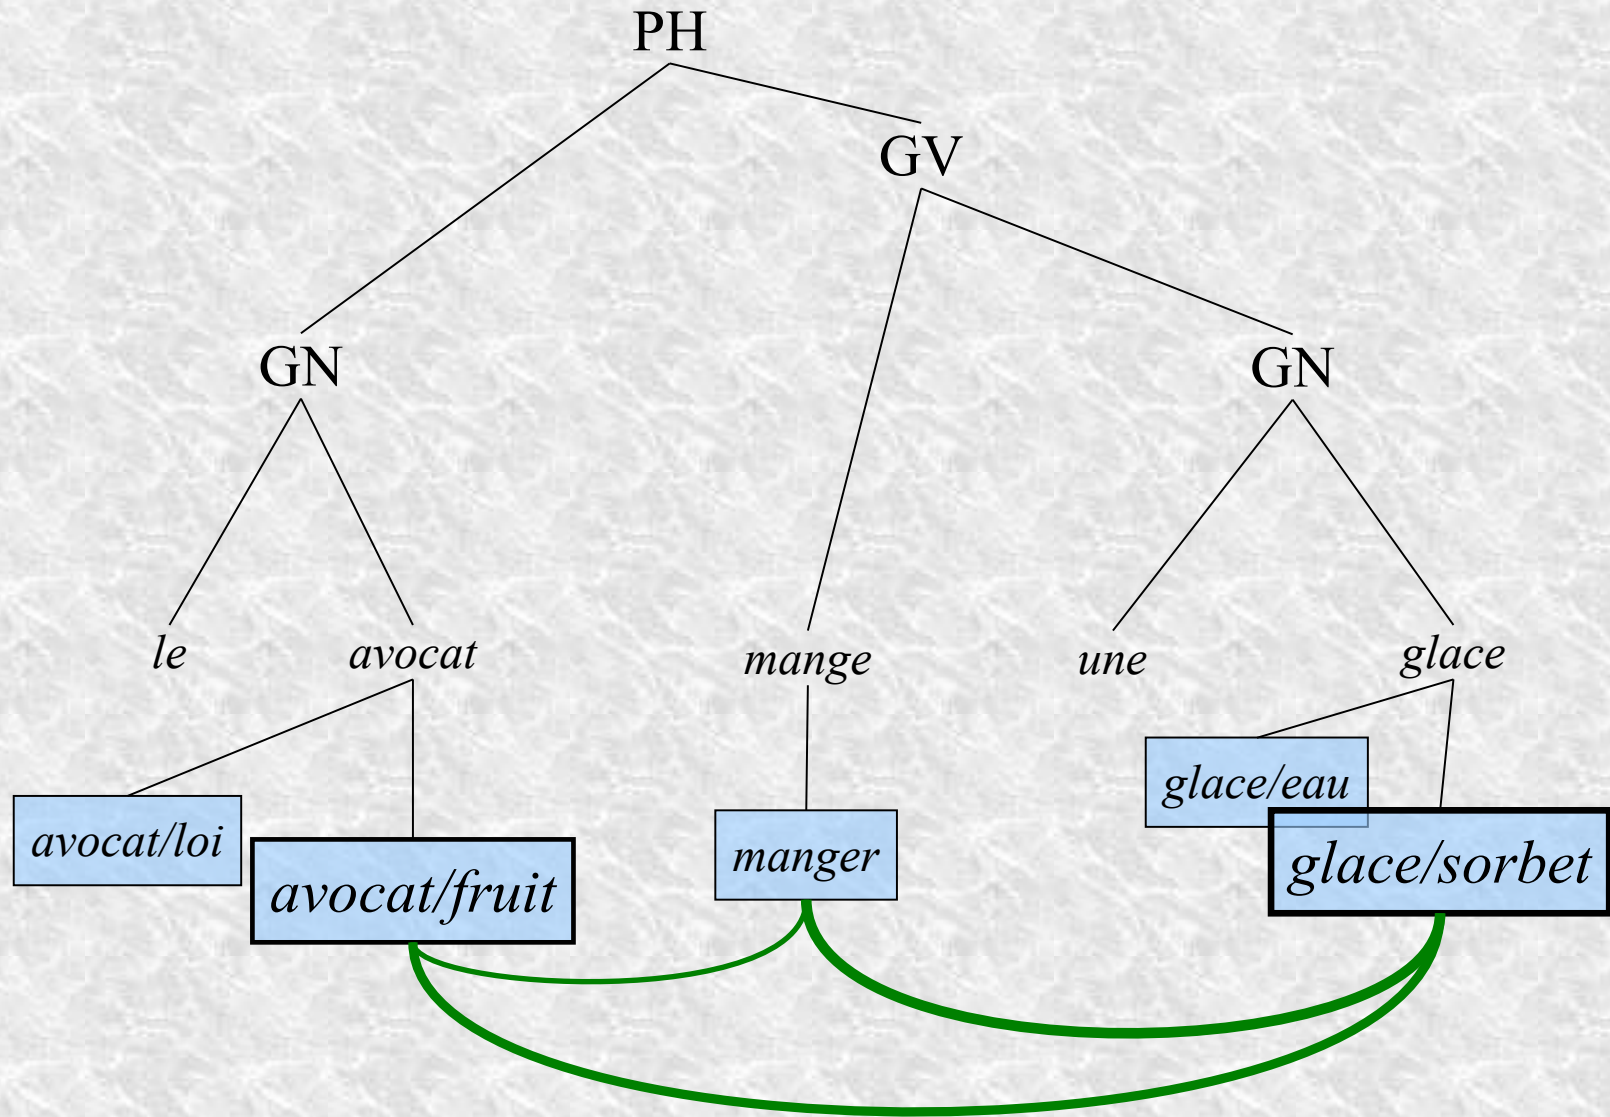 PH
GV
GN
GN
le
avocat
mange
une
glace
avocat/loi
avocat/fruit
manger
glace/eau
glace/sorbet